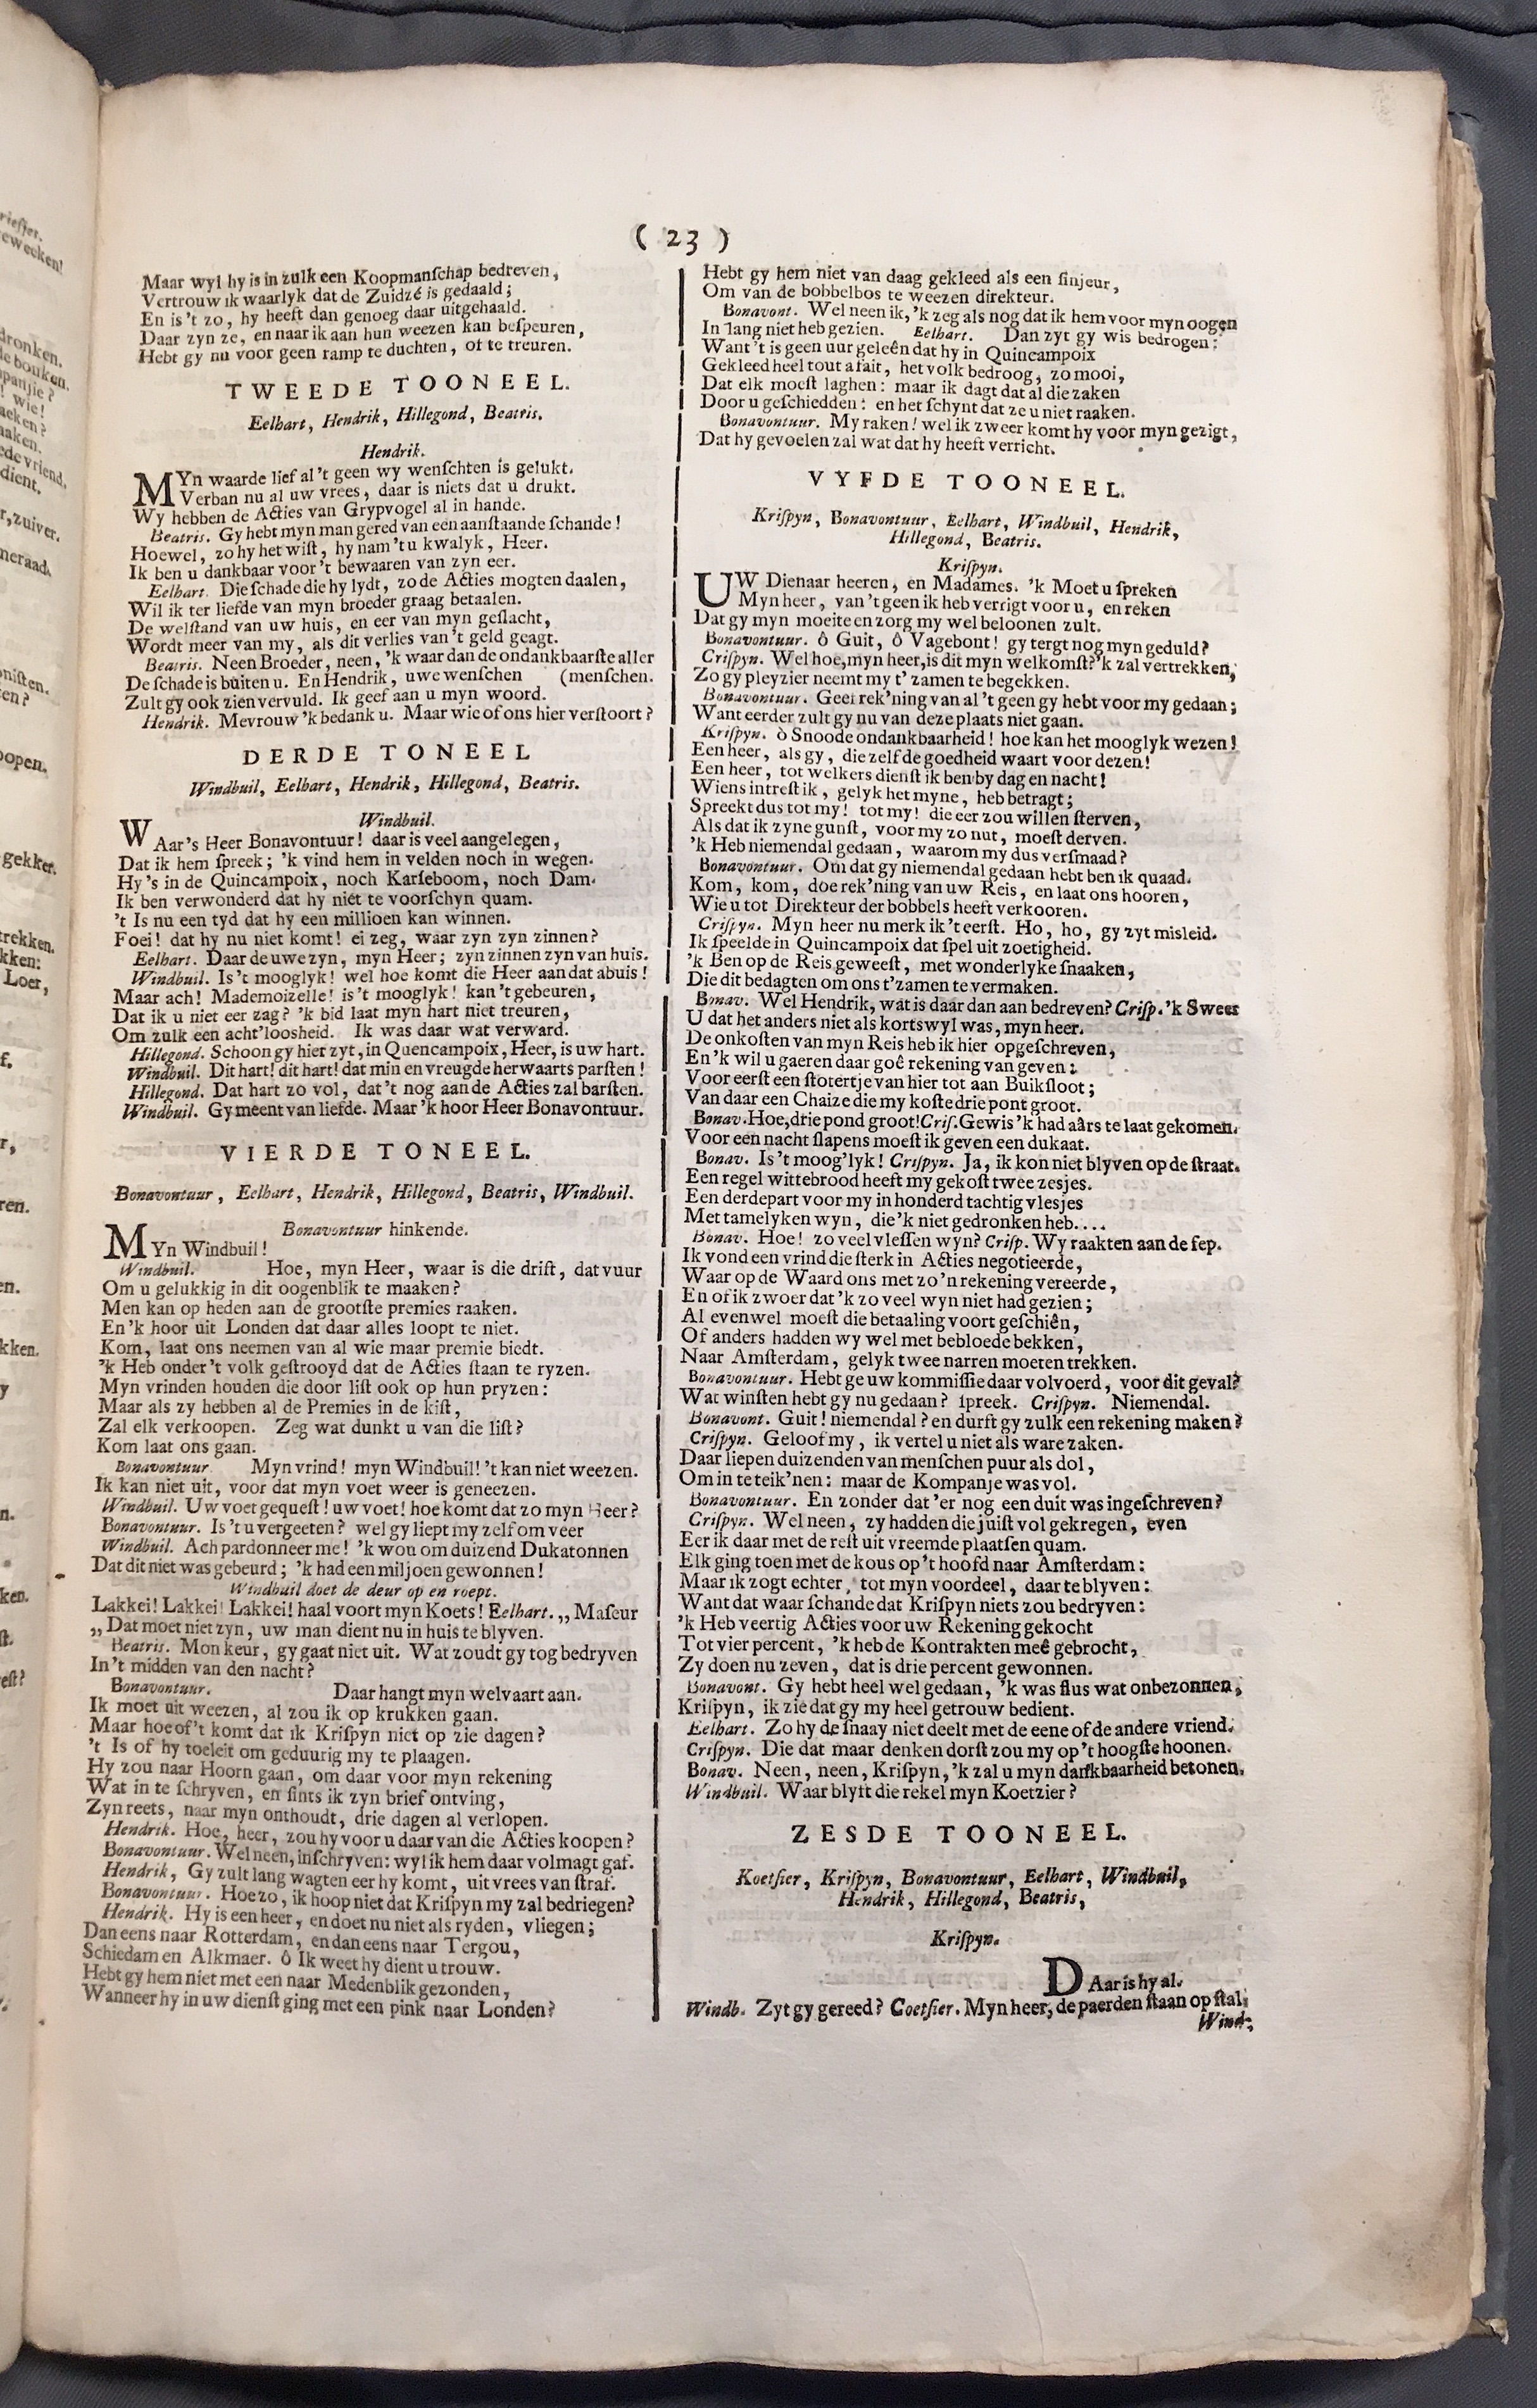 ( 23 )
Maar wyl hy is in zulk een Koopmanſchap bedreven,
Vertrouw ik waarlyk dat de Zuidzé is gedaald;
En is 't zo, hy heeft dan genoeg daar uitgehaald.
Daar zyn ze, en naar ik aan hun weezen kan beſpeuren,
Hebt gy nu voor geen ramp te duchten, of te treuren.
TWEEDE TOONEEL.
Eelhart, Hendrik, Hillegond, Beatris.
Hendrik.
MYn waarde lief al 't geen wy wenſchten is gelukt.
Verban nu al uw vrees, daar is niets dat u drukt.
Wy hebben de Acties van Grypvogel al in hande.
Beatris. Gy hebt myn man gered van een aanſtaande ſchande!
Hoewel, zo hy het wiſt, hy nam 't u kwalyk, Heer.
Ik ben u dankbaar voor 't bewaaren van zyn eer.
Eelhart. Die ſchade die hy lydt, zo de Acties mogten daalen,
Wil ik ter liefde van myn broeder graag betaalen.
De welſtand van uw huis, en eer van myn geſlacht,
Wordt meer van my, als dit verlies van 't geld geagt.
Beatris. Neen Broeder, neen, 'k waar dan de ondankbaarſte aller
De ſchade is buiten u. En Hendrik, uwe wenſchen (menſchen.
Zult gy ook zien vervuld. Ik geef aan u myn woord.
Hendrik. Mevrouw 'k bedank u. Maar wie of ons hier verſtoort?
DERDE TONEEL
Windbuil, Eelhart, Hendrik, Hillegond, Beatris.
Windbuil.
WAar's Heer Bonavontuur! daar is veel aangelegen,
Dat ik hem ſpreek; 'k vind hem in velden noch in wegen.
Hy 's in de Quincampoix, noch Karſeboom, noch Dam.
Ik ben verwonderd dat hy niet te voorſchyn quam.
't Is nu een tyd dat hy een millioen kan winnen.
Foei! dat hy nu niet komt! ei zeg, waar zyn zyn zinnen?
Eelhart. Daar de uwe zyn, myn Heer; zyn zinnen zyn van huis.
Windbuil. Is 't mooglyk! wel hoe komt die Heer aan dat abuis!
Maar ach! Mademoizelle! is 't mooglyk! kan 't gebeuren,
Dat ik u niet eer zag? 'k bid laat myn hart niet treuren,
Om zulk een acht'loosheid. Ik was daar wat verward.
Hillegond. Schoon gy hier zyt, in Quencampoix, Heer, is uw hart.
Windbuil. Dit hart! dit hart! dat min en vreugde herwaarts parſten!
Hillegond. Dat hart zo vol, dat 't nog aan de Acties zal barſten.
Windbuil. Gy meent van liefde. Maar 'k hoor Heer Bonavontuur.
VIERDE TONEEL.
Bonavontuur, Eelhart, Hendrik, Hillegond, Beatris, Windbuil.
Bonavontuur hinkende.
MYn Windbuil!
Windbuil. Hoe, myn Heer, waar is die drift, dat vuur
Om u gelukkig in dit oogenblik te maaken?
Men kan op heden aan de grootſte premies raaken.
En 'k hoor uit Londen dat daar alles loopt te niet.
Kom, laat ons neemen van al wie maar premie biedt.
'k Heb onder 't volk geſtrooyd dat de Acties ſtaan te ryzen.
Myn vrinden houden die door liſt ook op hun pryzen:
Maar als zy hebben al de Premies in de kiſt,
Zal elk verkoopen. Zeg wat dunkt u van die liſt?
Kom laat ons gaan.
Bonavontuur Myn vrind! myn Windbuil! 't kan niet weezen.
Ik kan niet uit, voor dat myn voet weer is geneezen.
Windbuil. Uw voet gequeſt! uw voet! hoe komt dat zo myn Heer?
Bonavontuur. Is 't u vergeeten? wel gy liept my zelf om veer
Windbuil. Ach pardonneer me! 'k wou om duizend Dukatonnen
Dat dit niet was gebeurd; 'k had een miljoen gewonnen!
Windbuil doet de deur op en roept.
Lakkei! Lakkei! Lakkei! haal voort myn Koets! Eelhart. „ Maſeur
„ Dat moet niet zyn, uw man dient nu in huis te blyven.
Beatris. Mon keur, gy gaat niet uit. Wat zoudt gy tog bedryven
In 't midden van den nacht?
Bonavontuur. Daar hangt myn welvaart aan.
Ik moet uit weezen, al zou ik op krukken gaan.
Maar hoe of 't komt dat ik Kriſpyn niet op zie dagen?
't Is of hy toeleit om geduurig my te plaagen.
Hy zou naar Hoorn gaan, om daar voor myn rekening
Wat in te ſchryven, en ſints ik zyn brief ontving,
Zyn reets, naar myn onthoudt, drie dagen al verlopen.
Hendrik. Hoe, heer, zou hy voor u daar van die Acties koopen?
Bonavontuur. Wel neen, inſchryven: wyl ik hem daar volmagt gaf.
Hendrik, Gy zult lang wagten eer hy komt, uit vrees van ſtraf.
Bonavontuur. Hoe zo, ik hoop niet dat Kriſpyn my zal bedriegen?
Hendrik. Hy is een heer, en doet nu niet als ryden, vliegen;
Dan eens naar Rotterdam, en dan eens naar Tergou,
Schiedam en Alkmaer. ô Ik weet hy dient u trouw.
Hebt gy hem niet met een naar Medenblik gezonden,
Wanneer hy in uw dienſt ging met een pink naar Londen?
Hebt gy hem niet van daag gekleed als een ſinjeur,
Om van de bobbelbos te weezen direkteur.
Bonavont. Wel neen ik, 'k zeg als nog dat ik hem voor myn oogen
In lang niet heb gezien. Eelhart. Dan zyt gy wis bedrogen:
Want 't is geen uur geleên dat hy in Quincampoix
Gekleed heel tout a fait, het volk bedroog, zo mooi,
Dat elk moeſt laghen: maar ik dagt dat al die zaken
Door u geſchiedden: en het ſchynt dat ze u niet raaken.
Bonavontuur. My raken! wel ik zweer komt hy voor myn gezigt,
Dat hy gevoelen zal wat dat hy heeft verricht.
VYFDE TOONEEL.
Kriſpyn, Bonavontuur, Eelhart, Windbuil, Hendrik,
Hillegond, Beatris.
Kriſpyn.
UW Dienaar heeren, en Madames. 'k Moet u ſpreken
Myn heer, van 't geen ik heb verrigt voor u, en reken
Dat gy myn moeite en zorg my wel beloonen zult.
Bonavontuur. ô Guit, ô Vagebont! gy tergt nog myn geduld?
Criſpyn. Wel hoe, myn heer, is dit myn welkomſt? 'k zal vertrekken,
Zo gy pleyzier neemt my t' zamen te begekken.
Bonavontuur. Geef rek'ning van al 't geen gy hebt voor my gedaan;
Want eerder zult gy nu van deze plaats niet gaan.
Kriſpyn. ô Snoode ondankbaarheid! hoe kan het mooglyk wezen!
Een heer, als gy, die zelf de goedheid waart voor dezen!
Een heer, tot welkers dienſt ik ben by dag en nacht!
Wiens intreſt ik, gelyk het myne, heb betragt;
Spreekt dus tot my! tot my! die eer zou willen ſterven,
Als dat ik zyne gunſt, voor my zo nut, moeſt derven.
'k Heb niemendal gedaan, waarom my dus verſmaad?
Bonavontuur. Om dat gy niemendal gedaan hebt ben ik quaad.
Kom, kom, doe rek'ning van uw Reis, en laat ons hooren,
Wie u tot Direkteur der bobbels heeft verkooren.
Criſpyn. Myn heer nu merk ik 't eerſt. Ho, ho, gy zyt misleid.
Ik ſpeelde in Quincampoix dat ſpel uit zoetigheid.
'k Ben op de Reis geweeſt, met wonderlyke ſnaaken,
Die dit bedagten om ons t'zamen te vermaken.
Bonav. Wel Hendrik, wat is daar dan aan bedreven? Criſp. 'k Sweer
U dat het anders niet als kortswyl was, myn heer.
De onkoſten van myn Reis heb ik hier opgeſchreven,
En 'k wil u gaeren daar goê rekening van geven:
Voor eerſt een ſtotertje van hier tot aan Buikſloot;
Van daar een Chaize die my koſte drie pont groot.
Bonav. Hoe, drie pond groot! Criſ. Gewis 'k had aârs te laat gekomen.
Voor een nacht ſlapens moeſt ik geven een dukaat.
Bonav. Is 't moog'lyk! Criſpyn. Ja, ik kon niet blyven op de ſtraat.
Een regel wittebrood heeft my gekoſt twee zesjes.
Een derdepart voor my in honderd tachtig vlesjes
Met tamelyken wyn, die 'k niet gedronken heb....
Bonav. Hoe! zo veel vleſſen wyn? Criſp. Wy raakten aan de ſep.
Ik vond een vrind die ſterk in Acties negotieerde,
Waar op de Waard ons met zo 'n rekening vereerde,
En of ik zwoer dat 'k zo veel wyn niet had gezien;
Al evenwel moeſt die betaaling voort geſchiên,
Of anders hadden wy wel met bebloede bekken,
Naar Amſterdam, gelyk twee narren moeten trekken.
Bonavontuur. Hebt ge uw kommiſſie daar volvoerd, voor dit geval?
Wat winſten hebt gy nu gedaan? ſpreek. Criſpyn. Niemendal.
Bonavont. Guit! niemendal? en durft gy zulk een rekening maken?
Criſpyn. Geloof my, ik vertel u niet als ware zaken.
Daar liepen duizenden van menſchen puur als dol,
Om in te teik'nen: maar de Kompanje was vol.
Bonavontuur. En zonder dat 'er nog een duit was ingeſchreven?
Criſpyn. Wel neen, zy hadden die juiſt vol gekregen, even
Eer ik daar met de reſt uit vreemde plaatſen quam.
Elk ging toen met de kous op 't hoofd naar Amſterdam:
Maar ik zogt echter, tot myn voordeel, daar te blyven:
Want dat waar ſchande dat Kriſpyn niets zou bedryven:
'k Heb veertig Acties voor uw Rekening gekocht
Tot vier percent, 'k heb de Kontrakten meê gebrocht,
Zy doen nu zeven, dat is drie percent gewonnen.
Bonavont. Gy hebt heel wel gedaan, 'k was flus wat onbezonnen,
Kriſpyn, ik zie dat gy my heel getrouw bedient.
Eelhart. Zo hy de ſnaay niet deelt met de eene of de andere vriend.
Criſpyn. Die dat maar denken dorſt zou my op 't hoogſte hoonen.
Bonav. Neen, neen, Kriſpyn, 'k zal u myn dankbaarheid betonen.
Windbuil. Waar blyft die rekel myn Koetzier?
ZESDE TOONEEL.
Koetſier, Kriſpyn, Bonavontuur, Eelhart, Windbuil,
Hendrik, Hillegond, Beatris,
Kriſpyn.
DAar is hy al.
Windb. Zyt gy gereed? Coetſier. Myn heer, de paerden ſtaan op ſtal.
Wind-